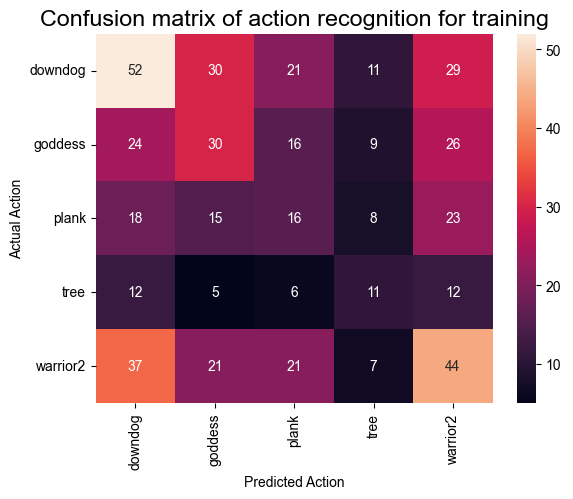 Confusion matrix of action recognition for training
downdog 52 30 21 11 29
goddess 24 30 16 9 26
plank 18 15 16 8 23
tree 12 5 6 11 12
warrior2 37 21 21 7 44
downdog goddess plank tree warrior2
Predicted Action
Actual Action
50
40
30
20
10